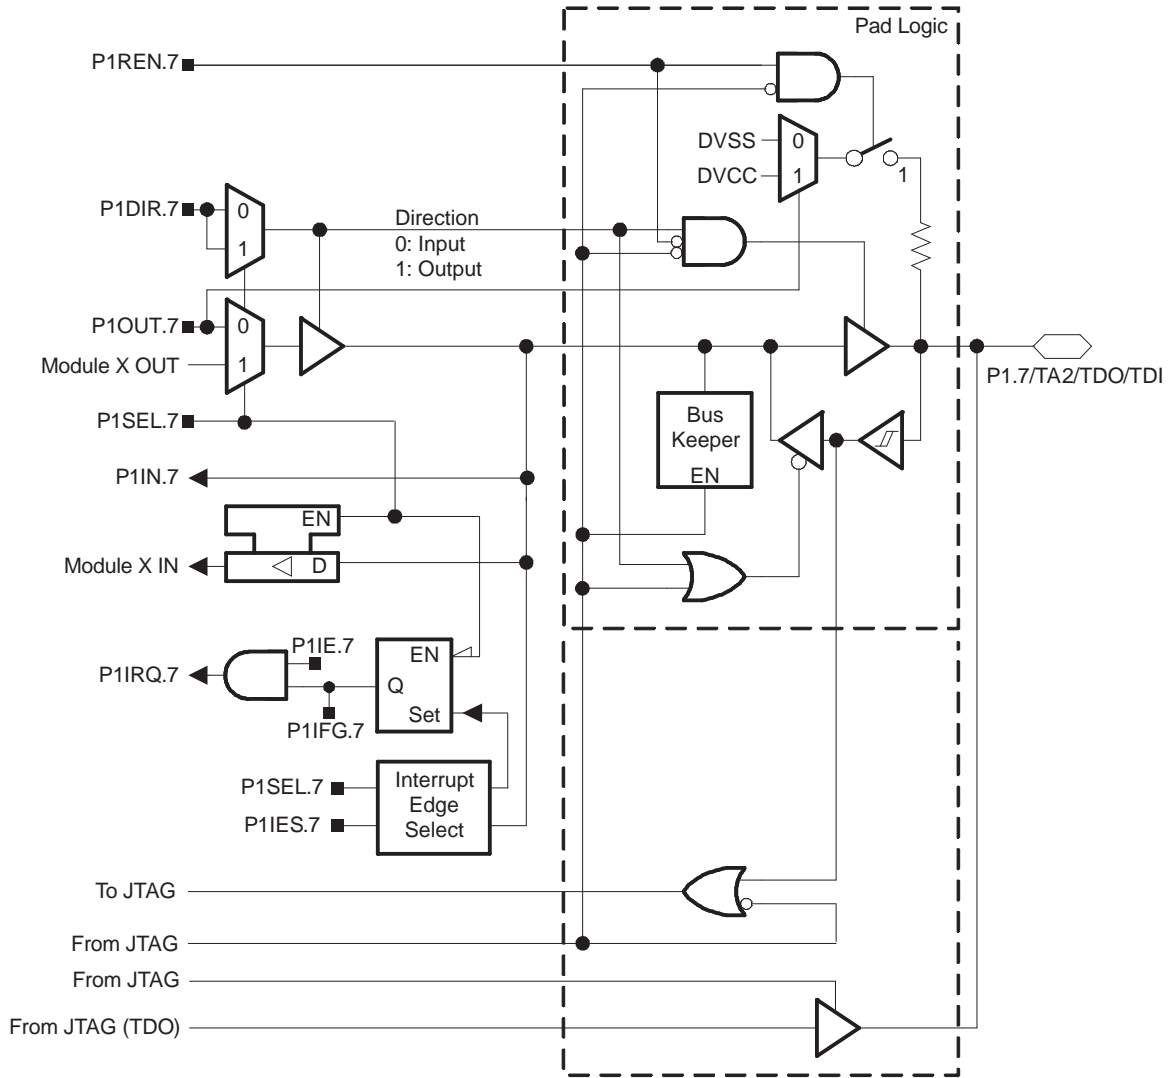 Pad Logic
P1REN.7
DVSS
0
DVCC
1
1
P1DIR.7
0
1
Direction
0: Input
1: Output
P1OUT.7
0
Module X OUT
1
P1.7/TA2/TDO/TDI
P1SEL.7
Bus
Keeper
EN
P1IN.7
EN
Module X IN
D
P1IE.7
P1IRQ.7
EN
Q
Set
P1IFG.7
P1SEL.7
P1IES.7
Interrupt
Edge
Select
To JTAG
From JTAG
From JTAG
From JTAG (TDO)